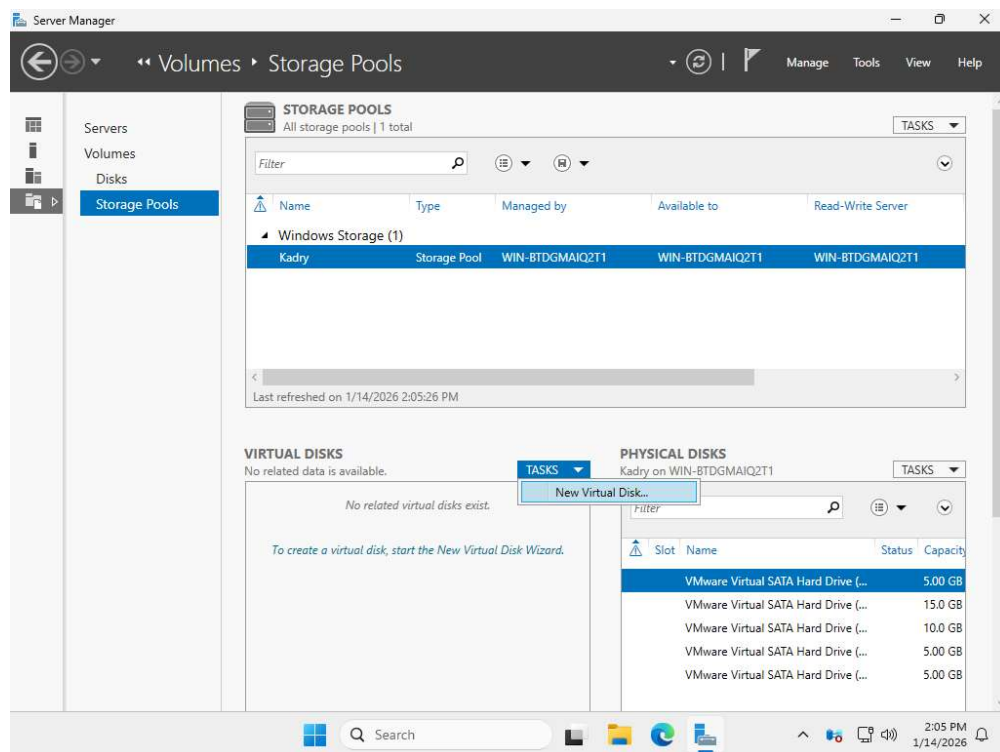 Server Manager
Volumes Storage Pools
Manage Tools View Help
Servers
Volumes
Disks
Storage Pools
STORAGE POOLS
All storage pools | 1 total
TASKS
Filter
Name Type Managed by Available to Read-Write Server
Windows Storage (1)
Kadry Storage Pool WIN-BTDGMAIQ2T1 WIN-BTDGMAIQ2T1 WIN-BTDGMAIQ2T1
Last refreshed on 1/14/2026 2:05:26 PM
VIRTUAL DISKS
No related data is available.
TASKS
New Virtual Disk...
No related virtual disks exist.
To create a virtual disk, start the New Virtual Disk Wizard.
PHYSICAL DISKS
Kadry on WIN-BTDGMAIQ2T1
TASKS
Filter
Slot Name Status Capacity
VMware Virtual SATA Hard Drive (... 5.00 GB
VMware Virtual SATA Hard Drive (... 15.0 GB
VMware Virtual SATA Hard Drive (... 10.0 GB
VMware Virtual SATA Hard Drive (... 5.00 GB
VMware Virtual SATA Hard Drive (... 5.00 GB
Search
2:05 PM
1/14/2026